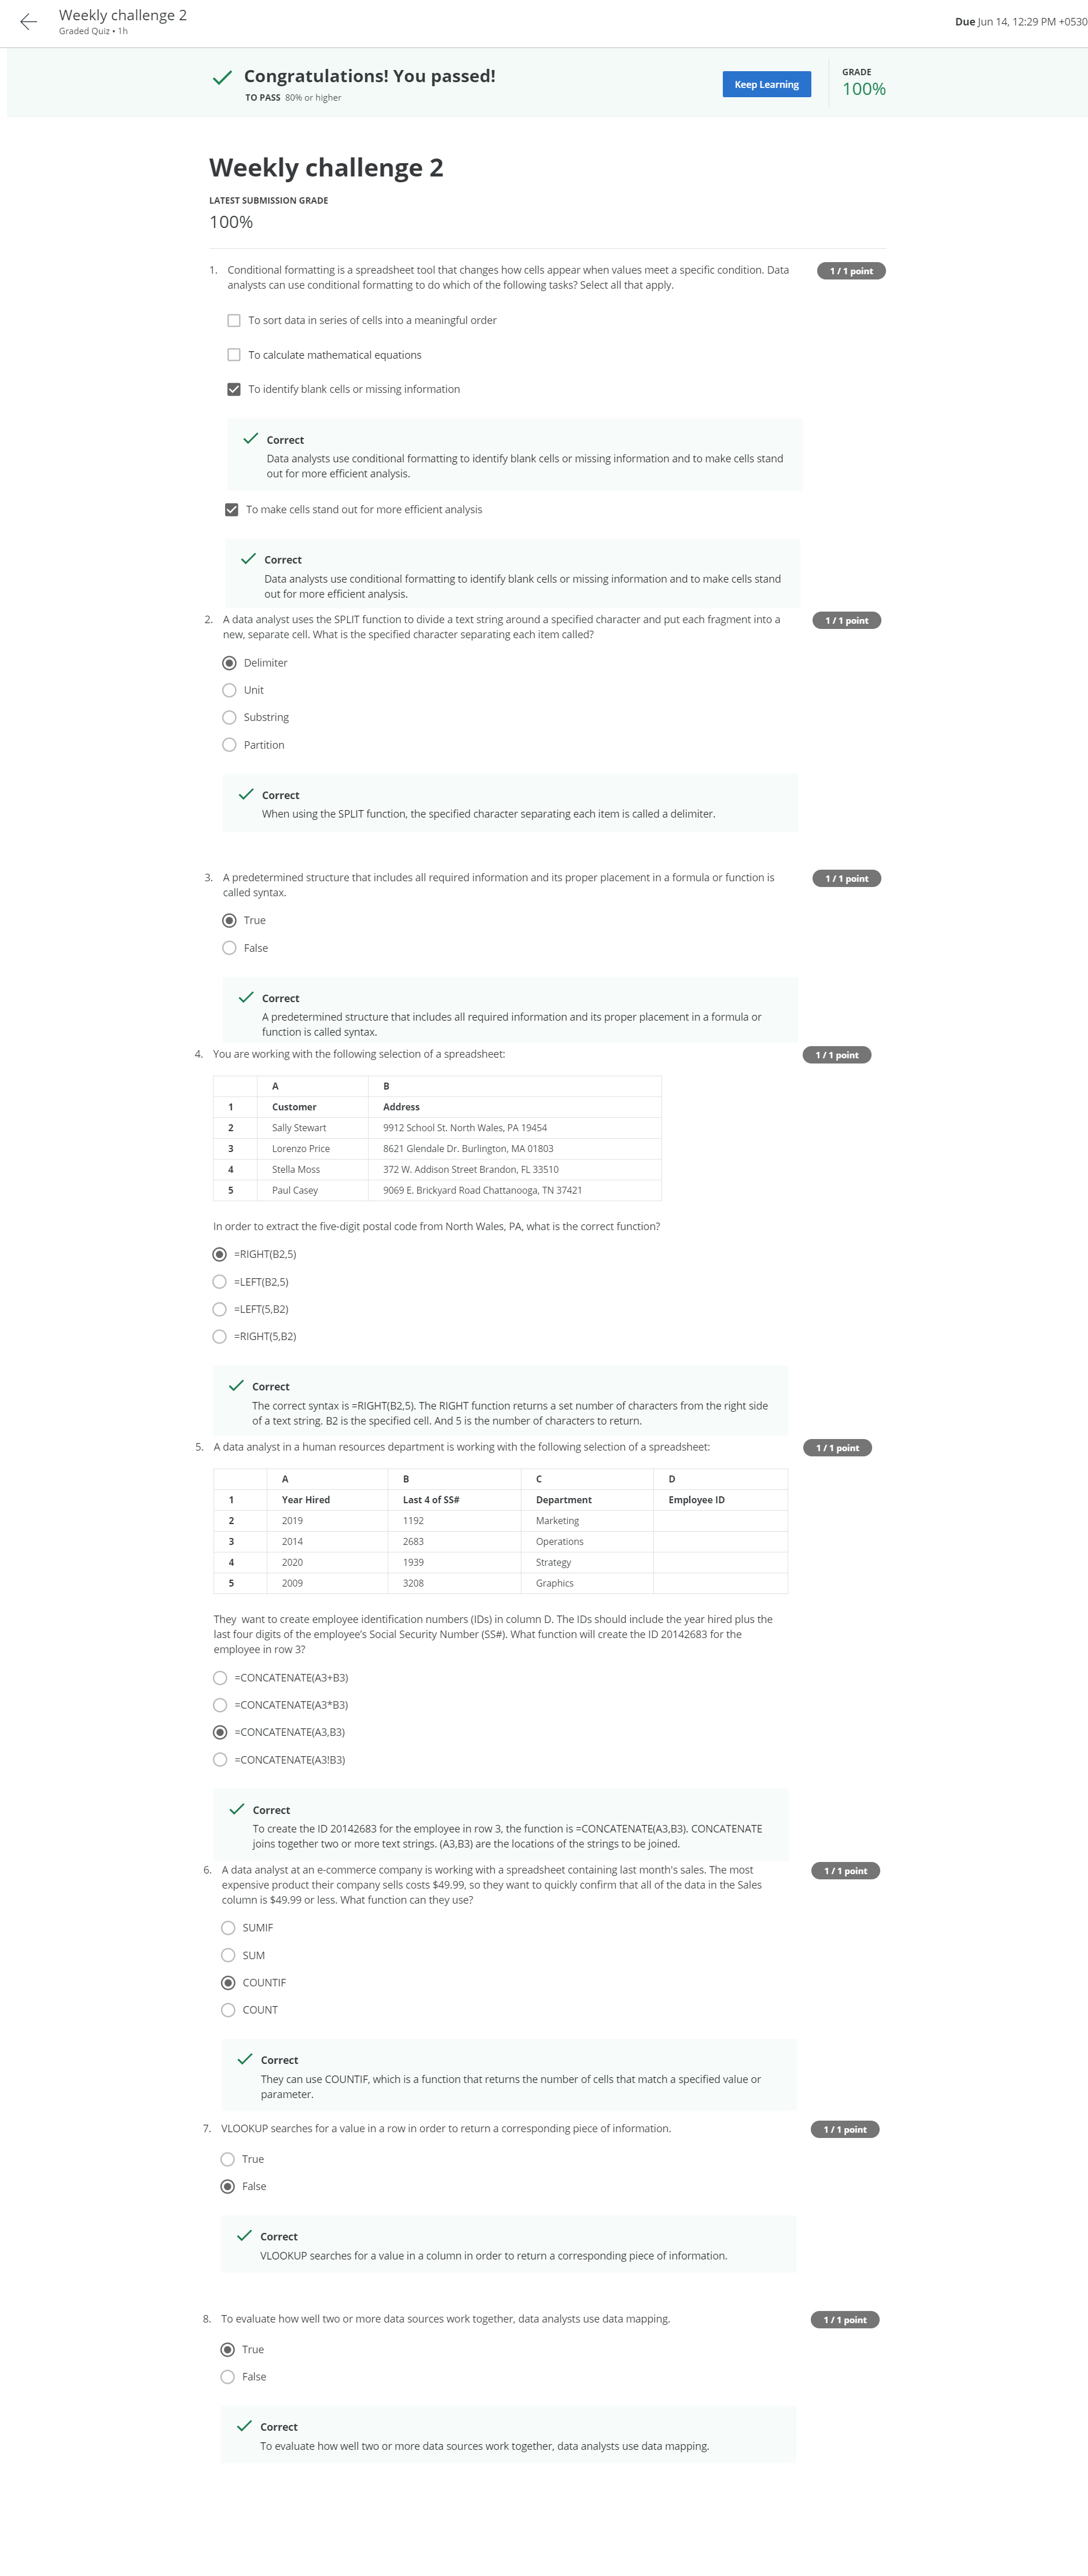 Weekly challenge 2
Graded Quiz • 1h
Due Jun 14, 12:29 PM +0530
Congratulations! You passed!
TO PASS 80% or higher
Keep Learning
GRADE
100%
Weekly challenge 2
LATEST SUBMISSION GRADE
100%
1. Conditional formatting is a spreadsheet tool that changes how cells appear when values meet a specific condition. Data
analysts can use conditional formatting to do which of the following tasks? Select all that apply.
1 / 1 point
To sort data in series of cells into a meaningful order
To calculate mathematical equations
To identify blank cells or missing information
Correct
Data analysts use conditional formatting to identify blank cells or missing information and to make cells stand
out for more efficient analysis.
To make cells stand out for more efficient analysis
Correct
Data analysts use conditional formatting to identify blank cells or missing information and to make cells stand
out for more efficient analysis.
2. A data analyst uses the SPLIT function to divide a text string around a specified character and put each fragment into a
new, separate cell. What is the specified character separating each item called?
1 / 1 point
Delimiter
Unit
Substring
Partition
Correct
When using the SPLIT function, the specified character separating each item is called a delimiter.
3. A predetermined structure that includes all required information and its proper placement in a formula or function is
called syntax.
1 / 1 point
True
False
Correct
A predetermined structure that includes all required information and its proper placement in a formula or
function is called syntax.
4. You are working with the following selection of a spreadsheet:
1 / 1 point
A B
1 Customer Address
2 Sally Stewart 9912 School St. North Wales, PA 19454
3 Lorenzo Price 8621 Glendale Dr. Burlington, MA 01803
4 Stella Moss 372 W. Addison Street Brandon, FL 33510
5 Paul Casey 9069 E. Brickyard Road Chattanooga, TN 37421
In order to extract the five-digit postal code from North Wales, PA, what is the correct function?
=RIGHT(B2,5)
=LEFT(B2,5)
=LEFT(5,B2)
=RIGHT(5,B2)
Correct
The correct syntax is =RIGHT(B2,5). The RIGHT function returns a set number of characters from the right side
of a text string. B2 is the specified cell. And 5 is the number of characters to return.
5. A data analyst in a human resources department is working with the following selection of a spreadsheet:
1 / 1 point
A B C D
1 Year Hired Last 4 of SS# Department Employee ID
2 2019 1192 Marketing
3 2014 2683 Operations
4 2020 1939 Strategy
5 2009 3208 Graphics
They want to create employee identification numbers (IDs) in column D. The IDs should include the year hired plus the
last four digits of the employee's Social Security Number (SS#). What function will create the ID 20142683 for the
employee in row 3?
=CONCATENATE(A3+B3)
=CONCATENATE(A3*B3)
=CONCATENATE(A3,B3)
=CONCATENATE(A3!B3)
Correct
To create the ID 20142683 for the employee in row 3, the function is =CONCATENATE(A3,B3). CONCATENATE
joins together two or more text strings. (A3,B3) are the locations of the strings to be joined.
6. A data analyst at an e-commerce company is working with a spreadsheet containing last month's sales. The most
expensive product their company sells costs $49.99, so they want to quickly confirm that all of the data in the Sales
column is $49.99 or less. What function can they use?
1 / 1 point
SUMIF
SUM
COUNTIF
COUNT
Correct
They can use COUNTIF, which is a function that returns the number of cells that match a specified value or
parameter.
7. VLOOKUP searches for a value in a row in order to return a corresponding piece of information.
1 / 1 point
True
False
Correct
VLOOKUP searches for a value in a column in order to return a corresponding piece of information.
8. To evaluate how well two or more data sources work together, data analysts use data mapping.
1 / 1 point
True
False
Correct
To evaluate how well two or more data sources work together, data analysts use data mapping.